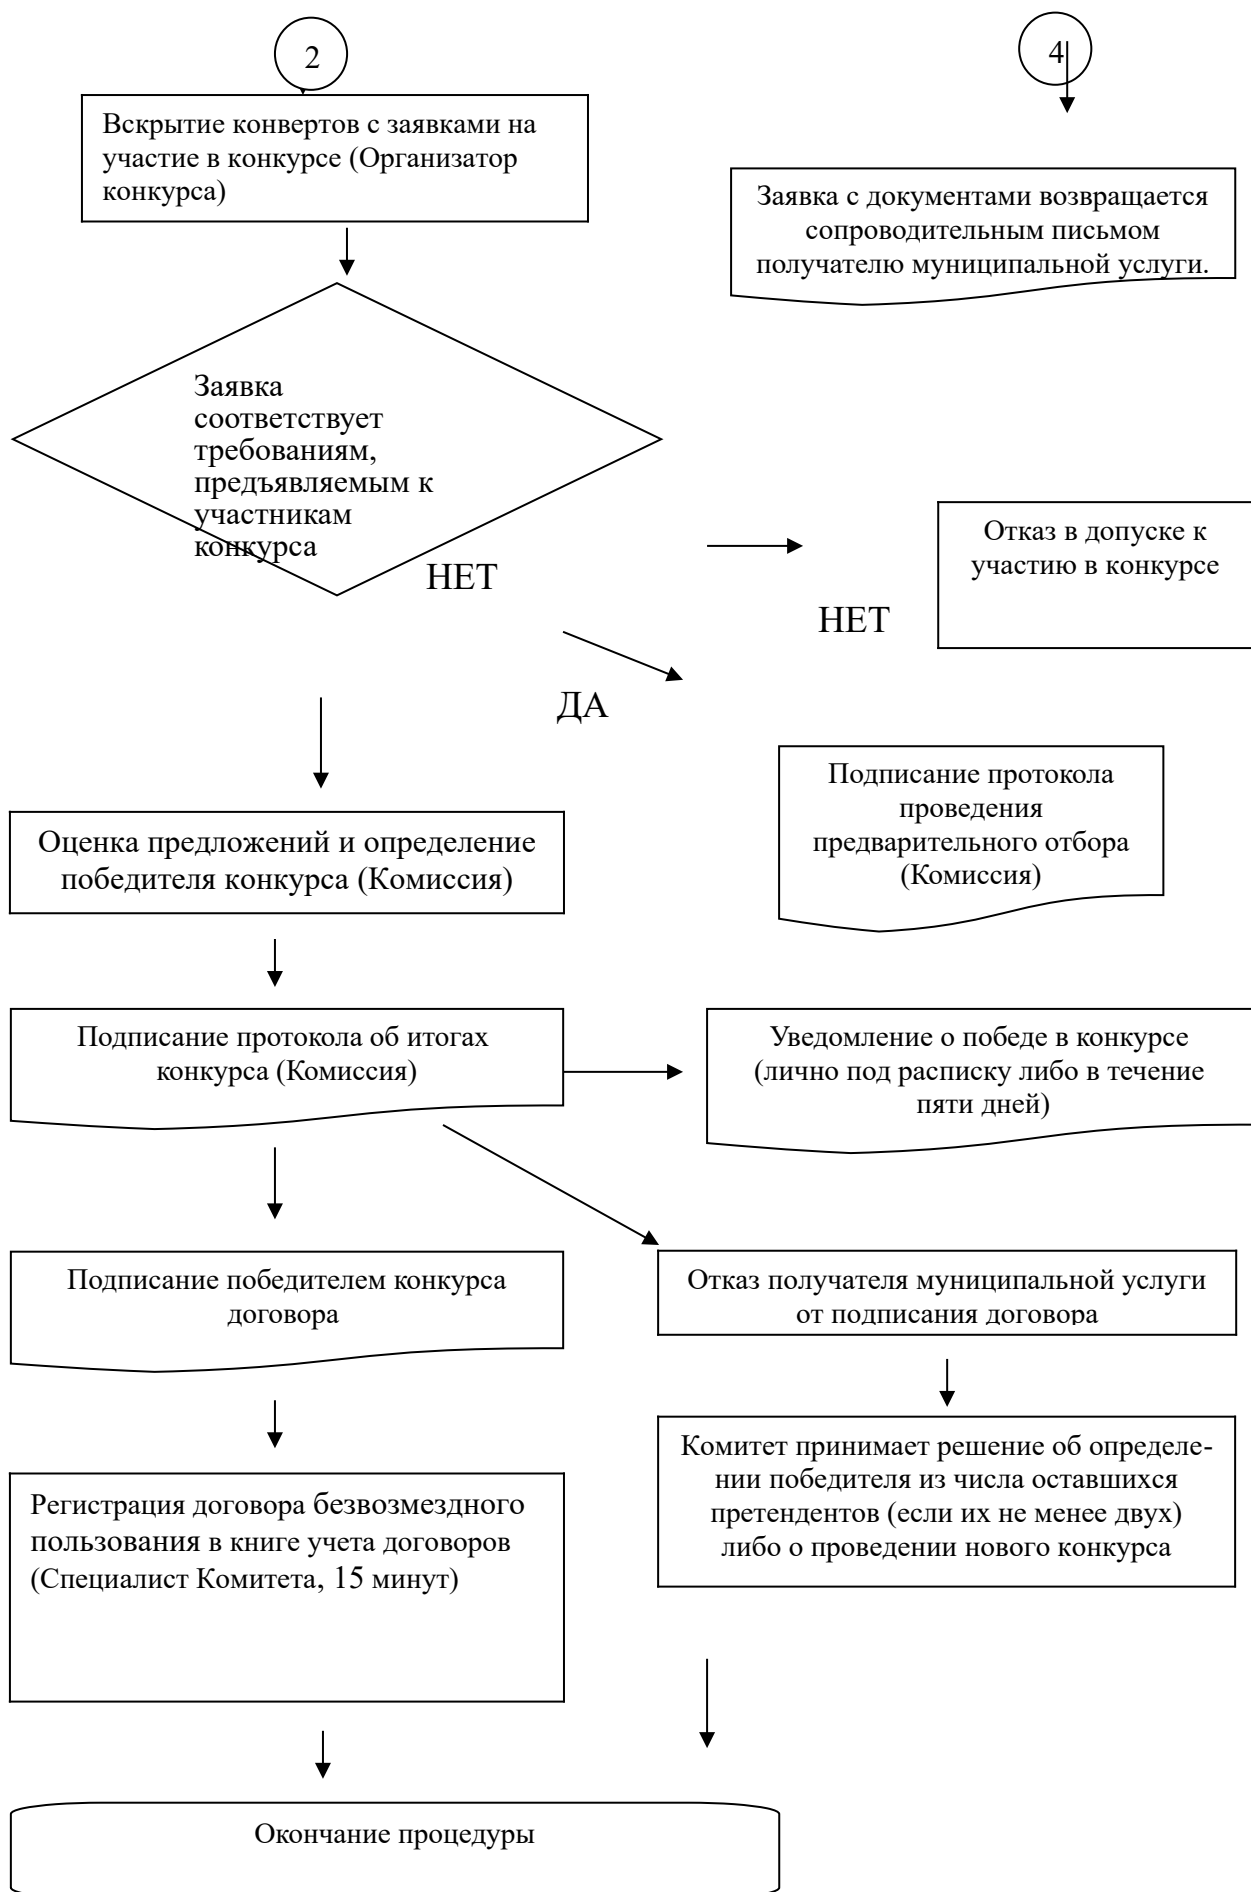 2
4
Вскрытие конвертов с заявками на
участие в конкурсе (Организатор
конкурса)
Заявка с документами возвращается
сопроводительным письмом
получателю муниципальной услуги.
Заявка
соответствует
требованиям,
предъявляемым к
участникам
конкурса
НЕТ
Отказ в допуске к
участию в конкурсе
НЕТ
ДА
Подписание протокола
проведения
предварительного отбора
(Комиссия)
Оценка предложений и определение
победителя конкурса (Комиссия)
Подписание протокола об итогах
конкурса (Комиссия)
Уведомление о победе в конкурсе
(лично под расписку либо в течение
пяти дней)
Подписание победителем конкурса
договора
Отказ получателя муниципальной услуги
от подписания договора
Регистрация договора безвозмездного
пользования в книге учета договоров
(Специалист Комитета, 15 минут)
Комитет принимает решение об определе-
нии победителя из числа оставшихся
претендентов (если их не менее двух)
либо о проведении нового конкурса
Окончание процедуры